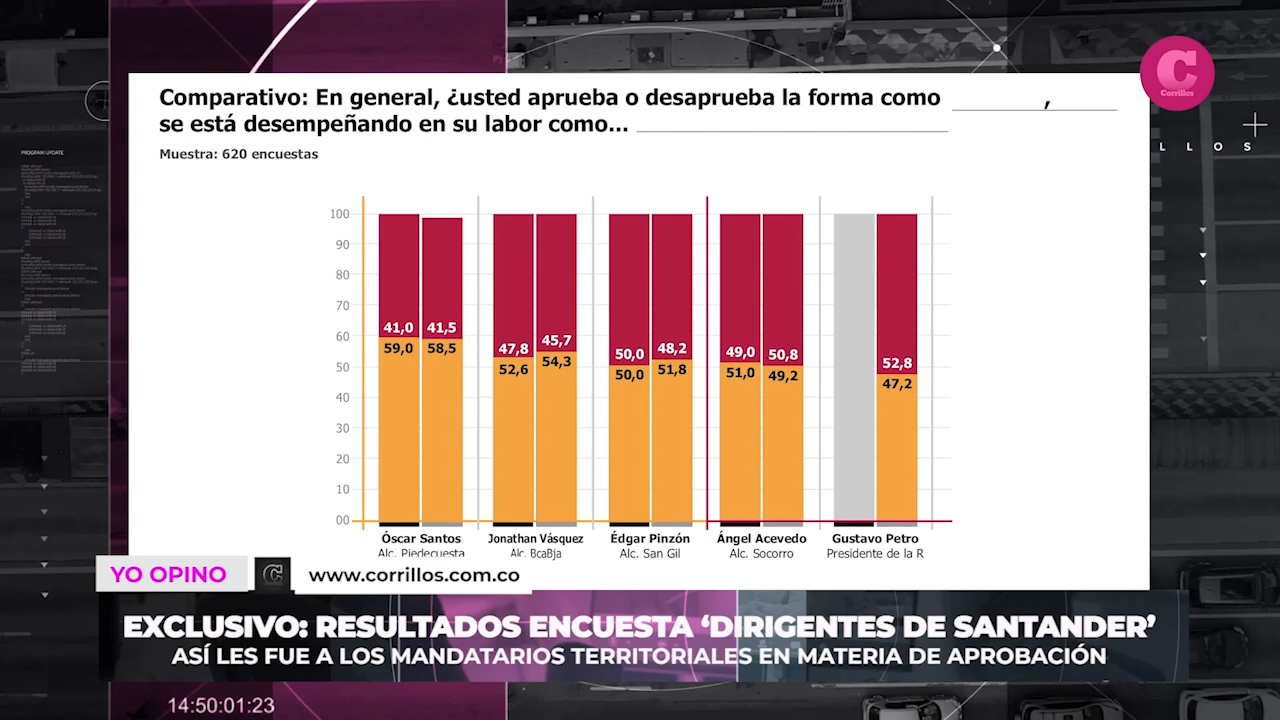 Comparativo: En general, ¿usted aprueba o desaprueba la forma como ________,______
se está desempeñando en su labor como... ____________________
Muestra: 620 encuestas
C
Corrillos
LLOS
PROGRAM UPDATE
100
90
80
70
60
50
40
30
20
10
00
41,0 41,5 47,8 45,7 50,0 48,2 49,0 50,8 52,8
59,0 58,5 52,6 54,3 50,0 51,8 51,0 49,2 47,2
Óscar Santos Jonathan Vásquez Édgar Pinzón Ángel Acevedo Gustavo Petro
Alc. Piedecuesta Alc. BcaBja Alc. San Gil Alc. Socorro Presidente de la R
YO OPINO
C
www.corrillos.com.co
EXCLUSIVO: RESULTADOS ENCUESTA ‘DIRIGENTES DE SANTANDER’
ASÍ LES FUE A LOS MANDATARIOS TERRITORIALES EN MATERIA DE APROBACIÓN
14:50:01:23